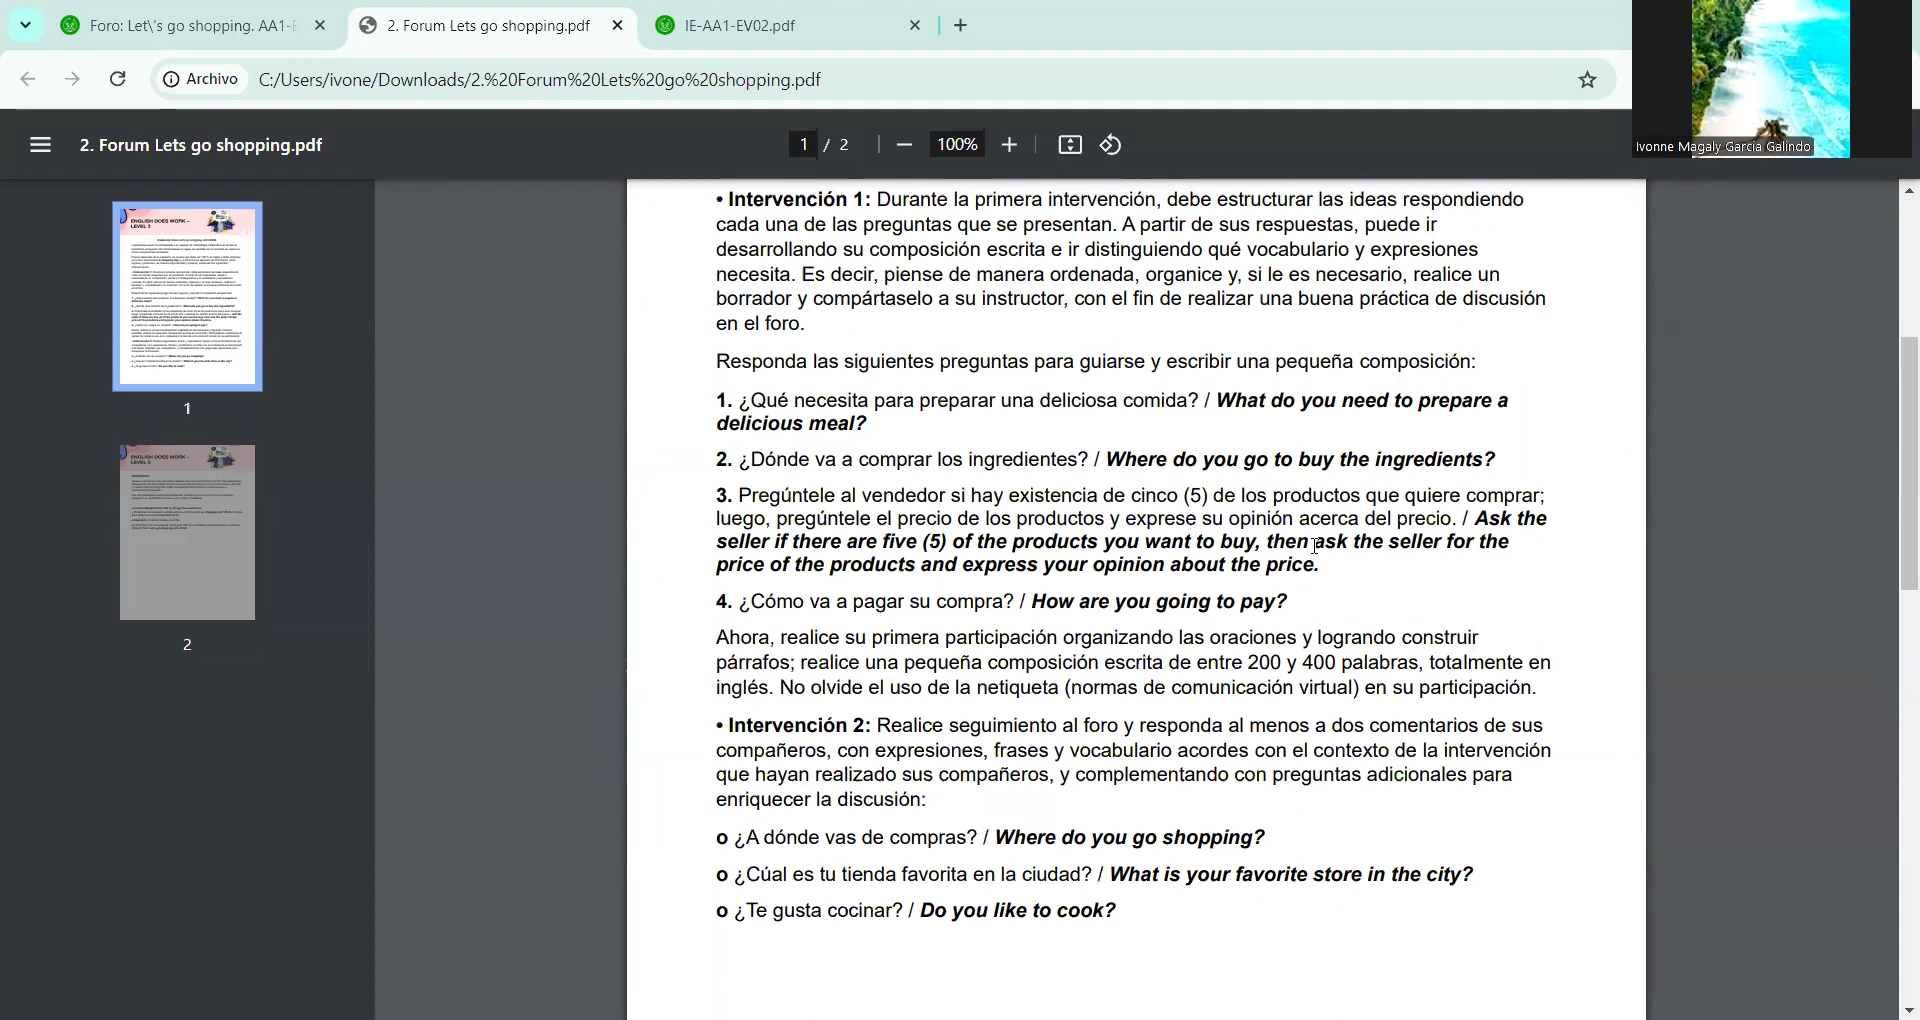 Foro: Let\'s go shopping. AA1-E
2. Forum Lets go shopping.pdf
IE-AA1-EV02.pdf
Archivo
C:/Users/ivone/Downloads/2.%20Forum%20Lets%20go%20shopping.pdf
Ivonne Magaly Garcia Galindo
2. Forum Lets go shopping.pdf
1 / 2
100%
ENGLISH DOES WORK -
LEVEL 3
1
ENGLISH DOES WORK -
LEVEL 3
2
• Intervención 1: Durante la primera intervención, debe estructurar las ideas respondiendo
cada una de las preguntas que se presentan. A partir de sus respuestas, puede ir
desarrollando su composición escrita e ir distinguiendo qué vocabulario y expresiones
necesita. Es decir, piense de manera ordenada, organice y, si le es necesario, realice un
borrador y compártaselo a su instructor, con el fin de realizar una buena práctica de discusión
en el foro.
Responda las siguientes preguntas para guiarse y escribir una pequeña composición:
1. ¿Qué necesita para preparar una deliciosa comida? / What do you need to prepare a
delicious meal?
2. ¿Dónde va a comprar los ingredientes? / Where do you go to buy the ingredients?
3. Pregúntele al vendedor si hay existencia de cinco (5) de los productos que quiere comprar;
luego, pregúntele el precio de los productos y exprese su opinión acerca del precio. / Ask the
seller if there are five (5) of the products you want to buy, then ask the seller for the
price of the products and express your opinion about the price.
4. ¿Cómo va a pagar su compra? / How are you going to pay?
Ahora, realice su primera participación organizando las oraciones y logrando construir
párrafos; realice una pequeña composición escrita de entre 200 y 400 palabras, totalmente en
inglés. No olvide el uso de la netiqueta (normas de comunicación virtual) en su participación.
• Intervención 2: Realice seguimiento al foro y responda al menos a dos comentarios de sus
compañeros, con expresiones, frases y vocabulario acordes con el contexto de la intervención
que hayan realizado sus compañeros, y complementando con preguntas adicionales para
enriquecer la discusión:
o ¿A dónde vas de compras? / Where do you go shopping?
o ¿Cúal es tu tienda favorita en la ciudad? / What is your favorite store in the city?
o ¿Te gusta cocinar? / Do you like to cook?